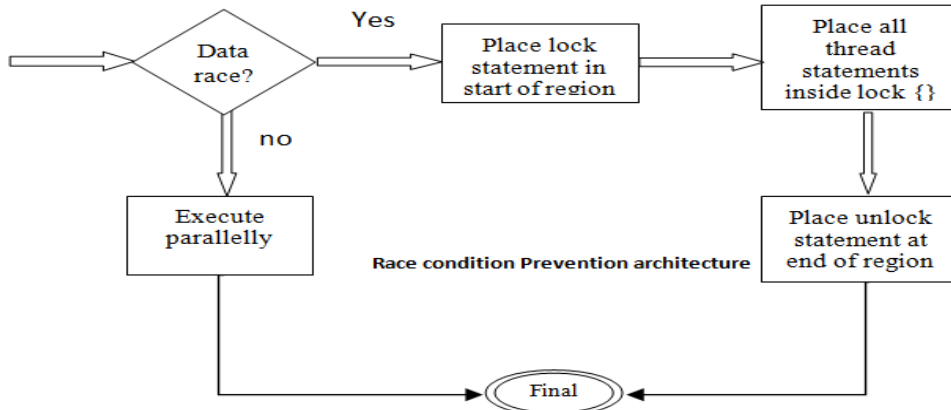 Yes
Data
race?
Place lock
statement in
start of region
Place all
thread
statements
inside lock {}
no
Execute
parallelly
Place unlock
statement at
end of region
Race condition Prevention architecture
Final